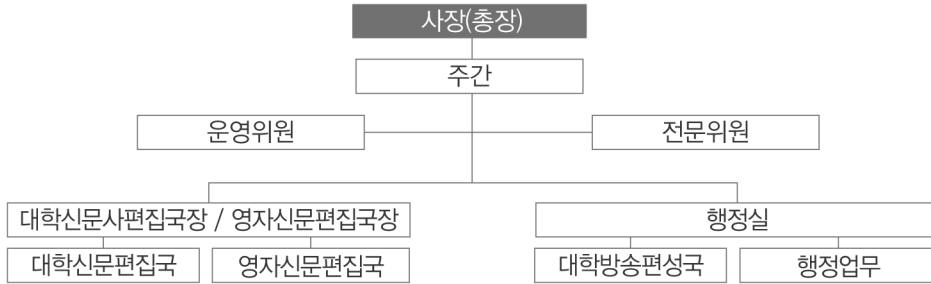 사장(총장)
주간
운영위원
전문위원
대학신문사편집국장 / 영자신문편집국장
행정실
대학신문편집국
영자신문편집국
대학방송편성국
행정업무